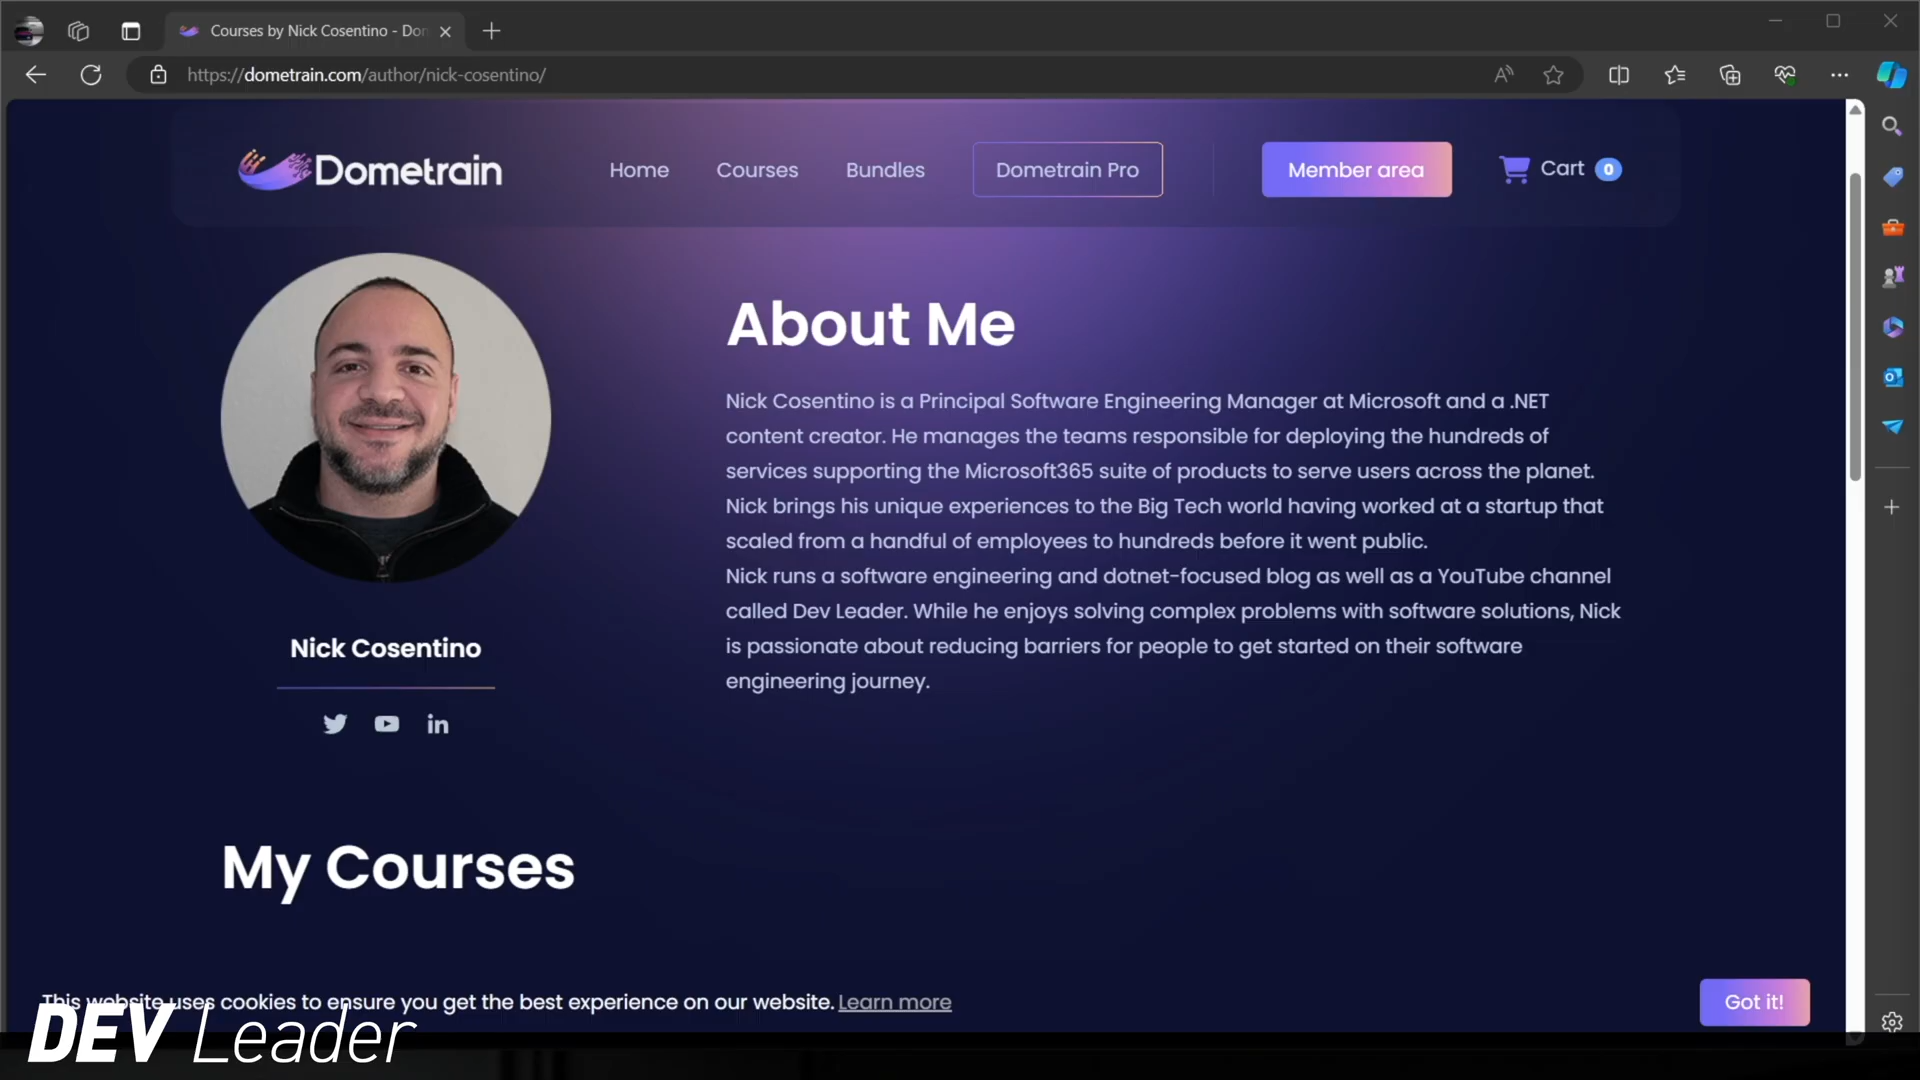 Courses by Nick Cosentino - Don
https://dometrain.com/author/nick-cosentino/
Dometrain
Home
Courses
Bundles
Dometrain Pro
Member area
Cart 0
About Me
Nick Cosentino is a Principal Software Engineering Manager at Microsoft and a .NET
content creator. He manages the teams responsible for deploying the hundreds of
services supporting the Microsoft365 suite of products to serve users across the planet.
Nick brings his unique experiences to the Big Tech world having worked at a startup that
scaled from a handful of employees to hundreds before it went public.
Nick runs a software engineering and dotnet-focused blog as well as a YouTube channel
called Dev Leader. While he enjoys solving complex problems with software solutions, Nick
is passionate about reducing barriers for people to get started on their software
engineering journey.
Nick Cosentino
My Courses
This website uses cookies to ensure you get the best experience on our website. Learn more
Got it!
DEV Leader